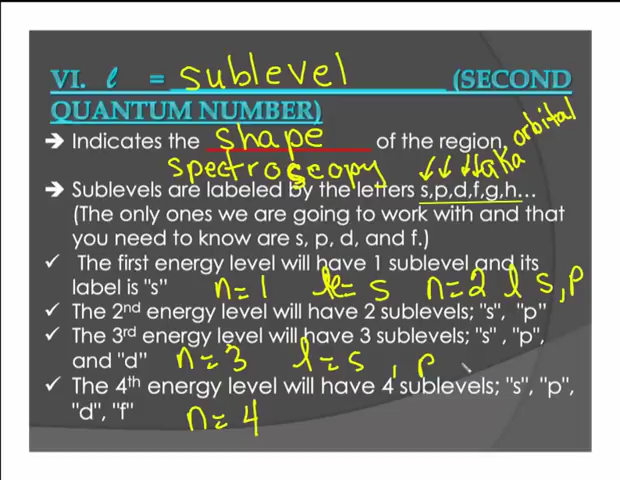 VI. ℓ = sublevel (SECOND
QUANTUM NUMBER)
→ Indicates the shape of the region, aka orbital
spectroscopy
→ Sublevels are labeled by the letters s,p,d,f,g,h…
(The only ones we are going to work with and that
you need to know are s, p, d, and f.)
✓ The first energy level will have 1 sublevel and its
label is "s" n=1 l= s n=2 l s,p
✓ The 2nd energy level will have 2 sublevels; "s", "p"
✓ The 3rd energy level will have 3 sublevels; "s" , "p",
and "d" n=3 l=s , p
✓ The 4th energy level will have 4 sublevels; "s", "p",
"d", "f" n=4